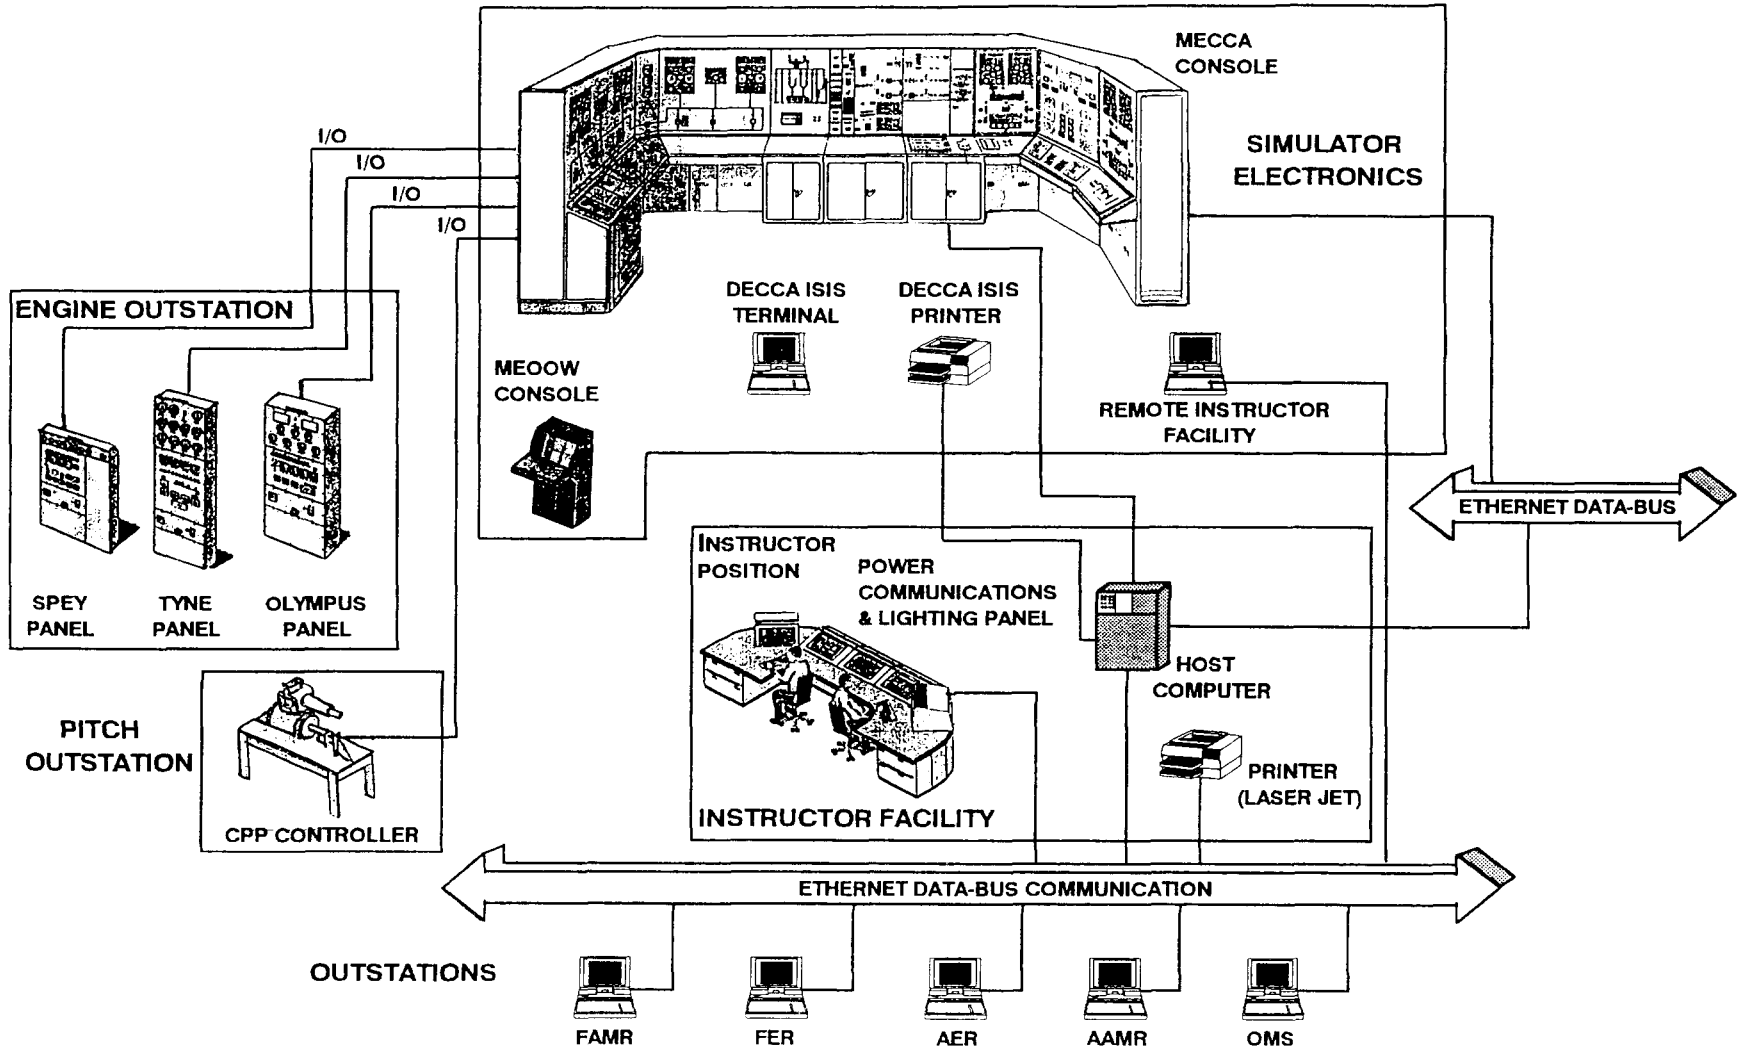 MECCA
CONSOLE
SIMULATOR
ELECTRONICS
I/O
I/O
I/O
I/O
ENGINE OUTSTATION
DECCA ISIS
TERMINAL
DECCA ISIS
PRINTER
MEOOW
CONSOLE
REMOTE INSTRUCTOR
FACILITY
ETHERNET DATA-BUS
SPEY
PANEL
TYNE
PANEL
OLYMPUS
PANEL
INSTRUCTOR
POSITION
POWER
COMMUNICATIONS
& LIGHTING PANEL
HOST
COMPUTER
PITCH
OUTSTATION
CPP CONTROLLER
PRINTER
(LASER JET)
INSTRUCTOR FACILITY
ETHERNET DATA-BUS COMMUNICATION
OUTSTATIONS
FAMR
FER
AER
AAMR
OMS